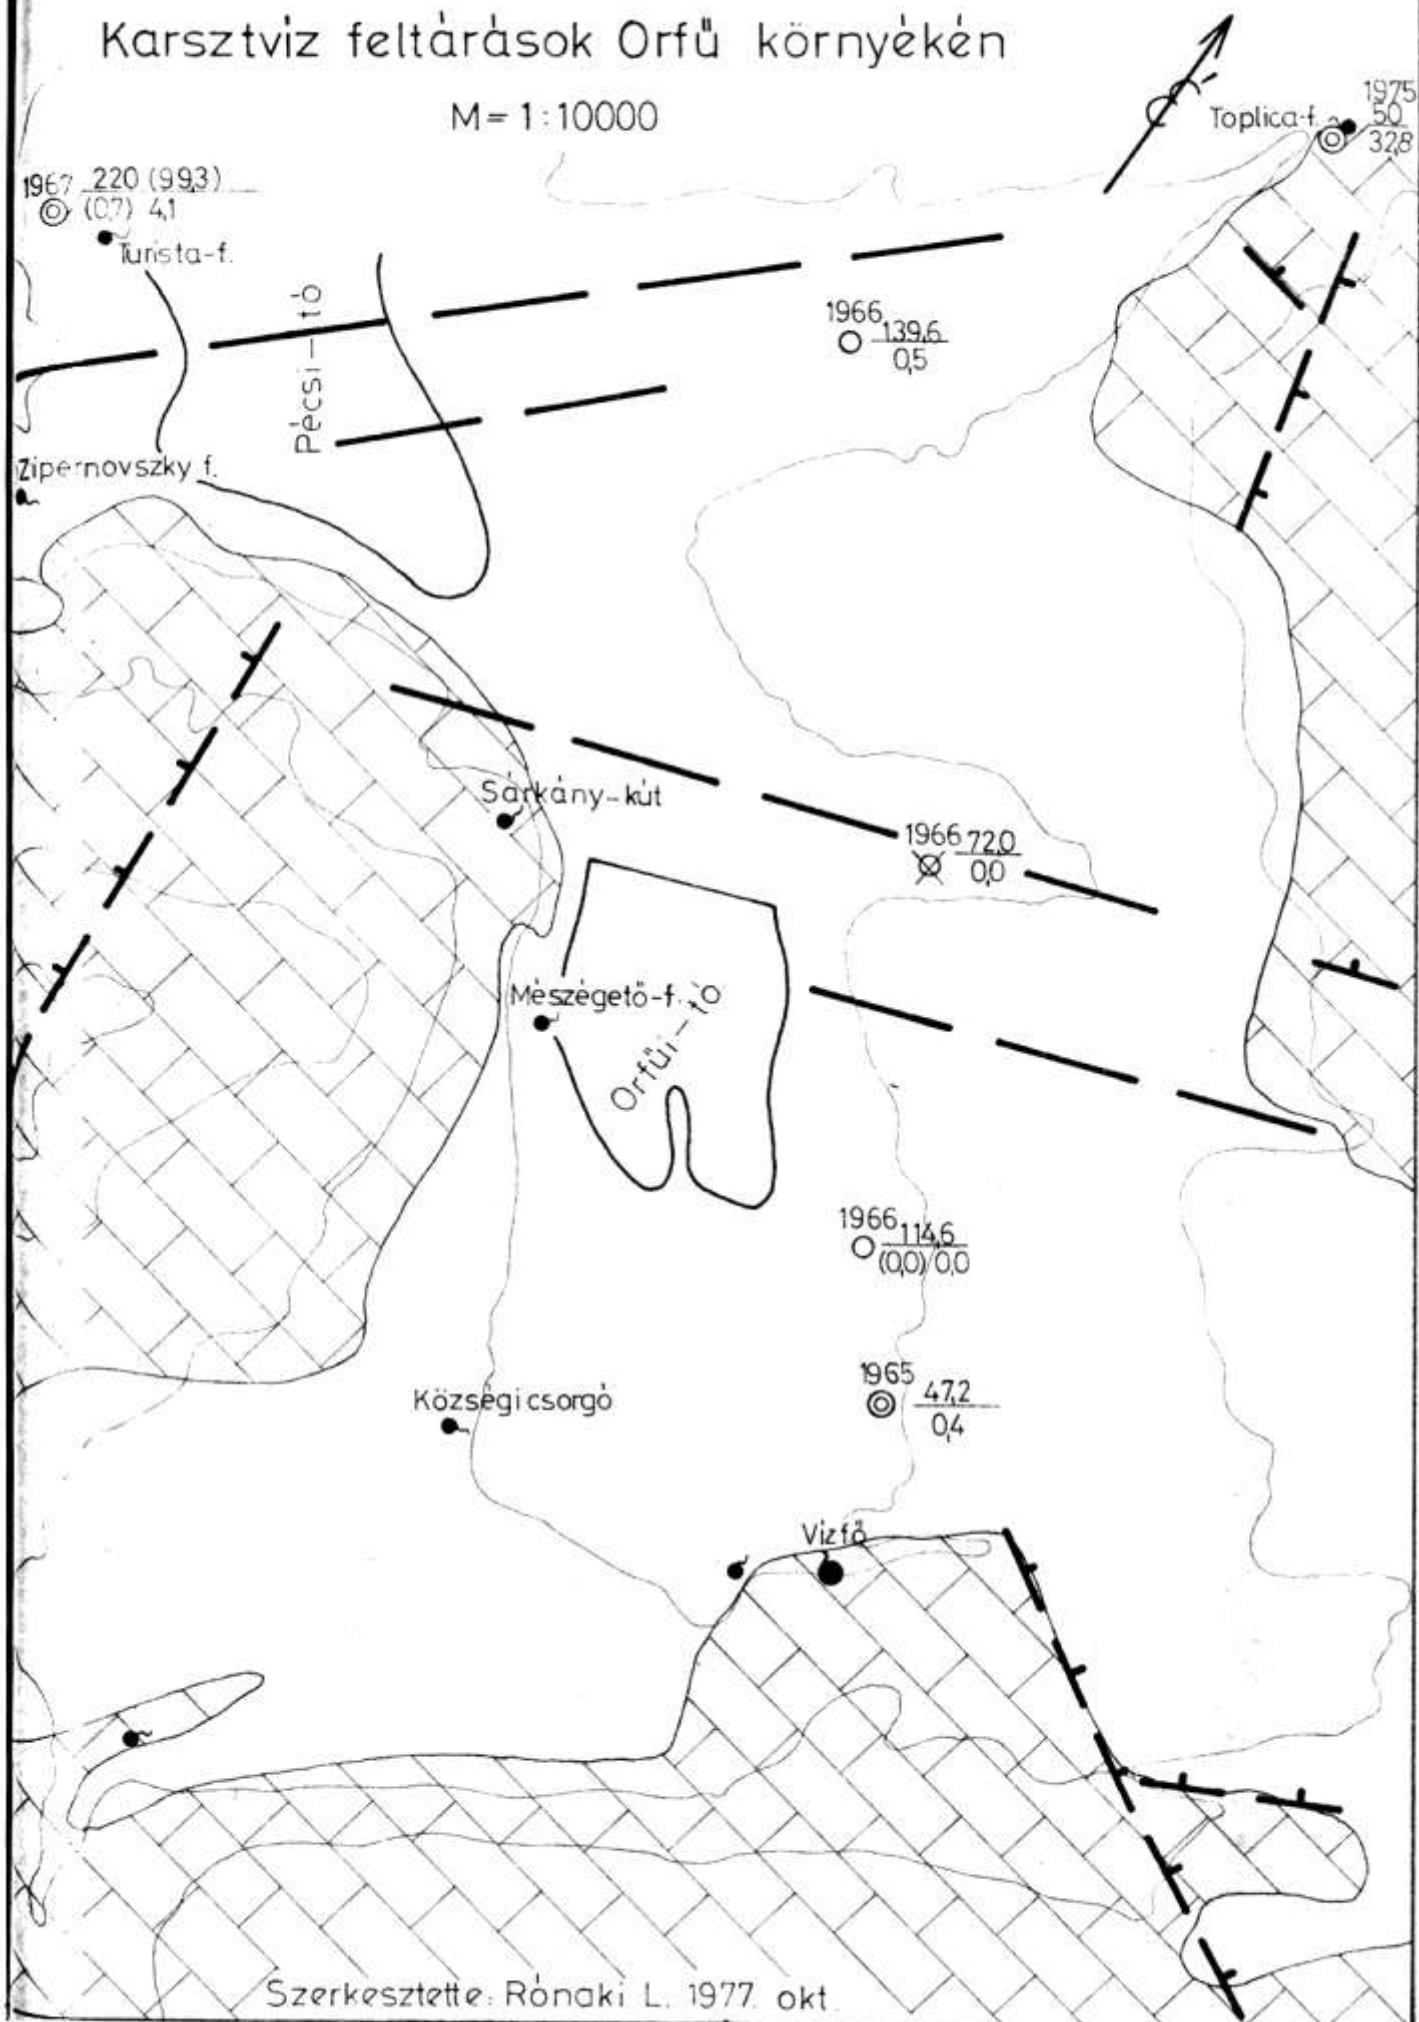 Karsztvíz feltárások Orfű környékén
M = 1:10000
Toplica-f.
1975
50
32,8
1967 220 (99,3)
(0,7) 4,1
Turista-f.
Pécsi-tó
1966
139,6
0,5
Zipernovszky f.
Sárkány-kút
1966 72,0
0,0
Mészégető-f.
Orfűi-tó
1966
114,6
(0,0) 0,0
1965
47,2
0,4
Községi csorgó
Vízfő
Szerkesztette: Rónaki L. 1977. okt.